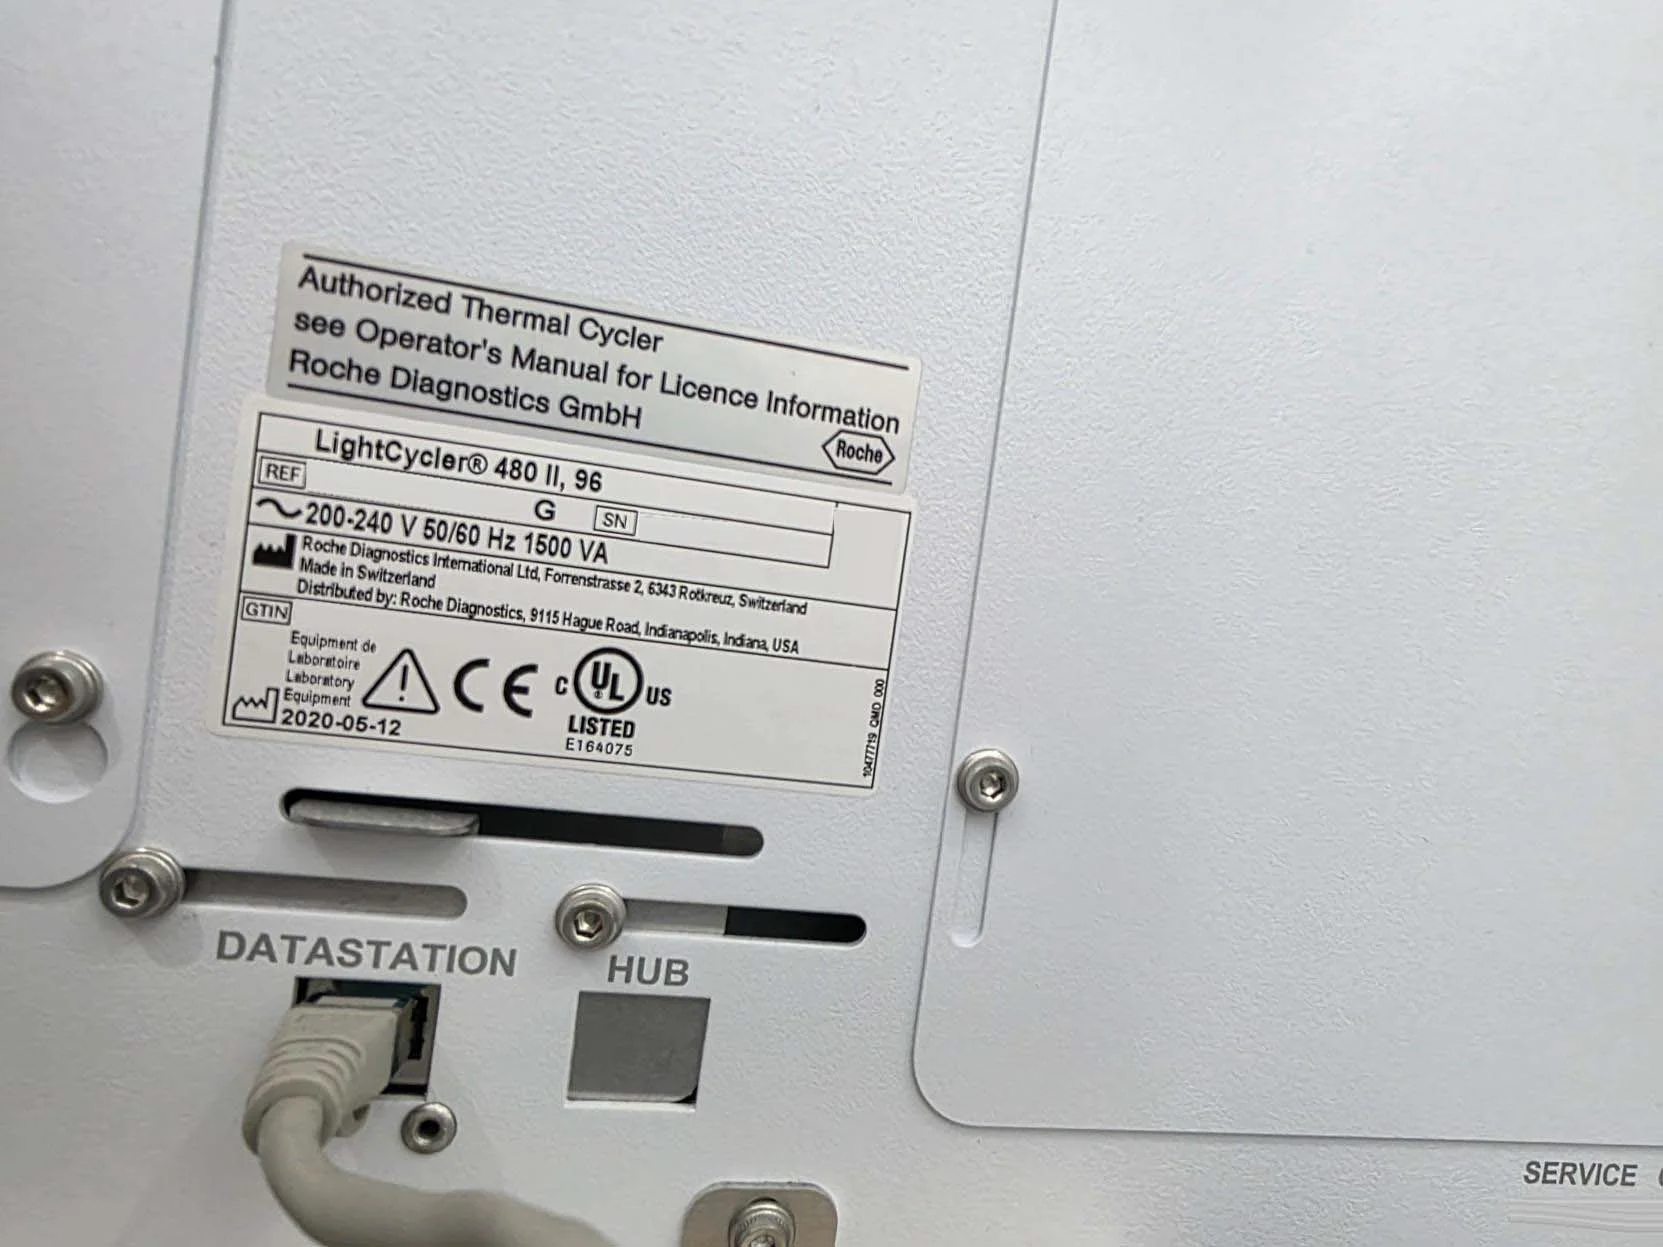 Authorized Thermal Cycler
see Operator's Manual for Licence Information
Roche Diagnostics GmbH
Roche
LightCycler® 480 II, 96
REF
G SN
200-240 V 50/60 Hz 1500 VA
Roche Diagnostics International Ltd, Forrenstrasse 2, 6343 Rotkreuz, Switzerland
Made in Switzerland
Distributed by: Roche Diagnostics, 9115 Hague Road, Indianapolis, Indiana, USA
GTIN
Equipment de
Laboratoire
Laboratory
Equipment
2020-05-12
CE
C UL US
LISTED
E164075
10477719 QMD 000
DATASTATION
HUB
SERVICE